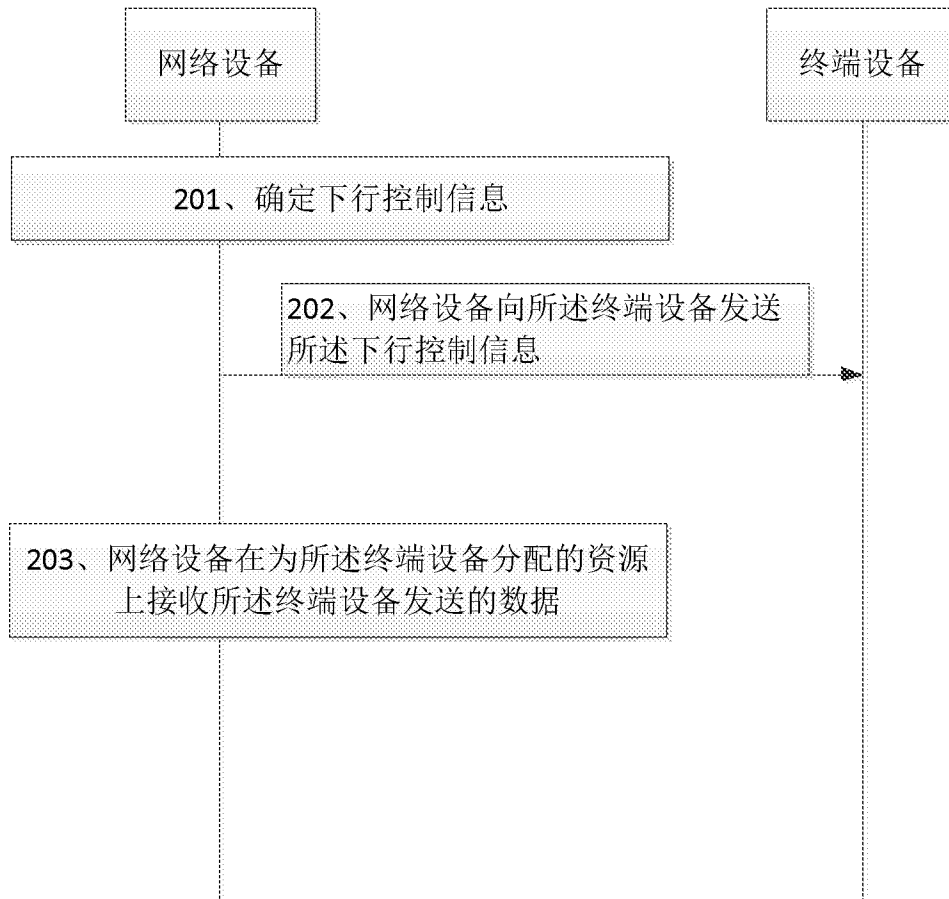 网络设备
终端设备
201、确定下行控制信息
202、网络设备向所述终端设备发送
所述下行控制信息
203、网络设备在为所述终端设备分配的资源
上接收所述终端设备发送的数据